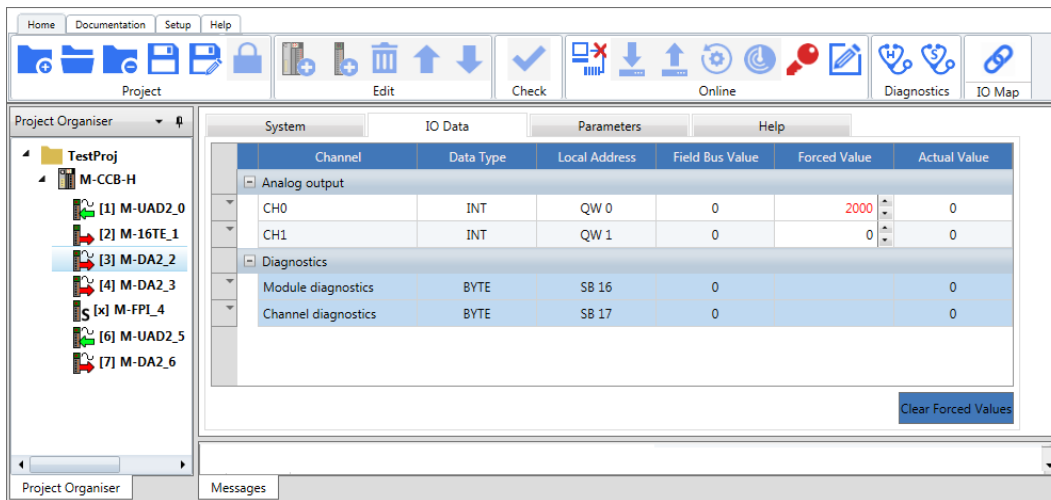 Home Documentation Setup Help
Project Edit Check Online Diagnostics IO Map
H S
Project Organiser
TestProj
M-CCB-H
[1] M-UAD2_0
[2] M-16TE_1
[3] M-DA2_2
[4] M-DA2_3
S [x] M-FPI_4
[6] M-UAD2_5
[7] M-DA2_6
Project Organiser
System IO Data Parameters Help
Channel Data Type Local Address Field Bus Value Forced Value Actual Value
Analog output
CH0 INT QW 0 0 2000 0
CH1 INT QW 1 0 0 0
Diagnostics
Module diagnostics BYTE SB 16 0 0
Channel diagnostics BYTE SB 17 0 0
Clear Forced Values
Messages